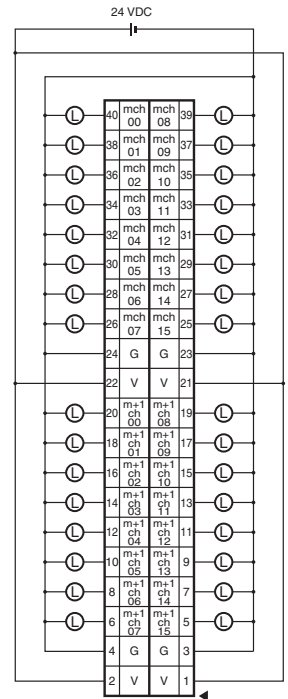 24 VDC
L 40 mch 00 mch 08 39 L
L 38 mch 01 mch 09 37 L
L 36 mch 02 mch 10 35 L
L 34 mch 03 mch 11 33 L
L 32 mch 04 mch 12 31 L
L 30 mch 05 mch 13 29 L
L 28 mch 06 mch 14 27 L
L 26 mch 07 mch 15 25 L
24 G G 23
22 V V 21
L 20 m+1 ch 00 m+1 ch 08 19 L
L 18 m+1 ch 01 m+1 ch 09 17 L
L 16 m+1 ch 02 m+1 ch 10 15 L
L 14 m+1 ch 03 m+1 ch 11 13 L
L 12 m+1 ch 04 m+1 ch 12 11 L
L 10 m+1 ch 05 m+1 ch 13 9 L
L 8 m+1 ch 06 m+1 ch 14 7 L
L 6 m+1 ch 07 m+1 ch 15 5 L
4 G G 3
2 V V 1